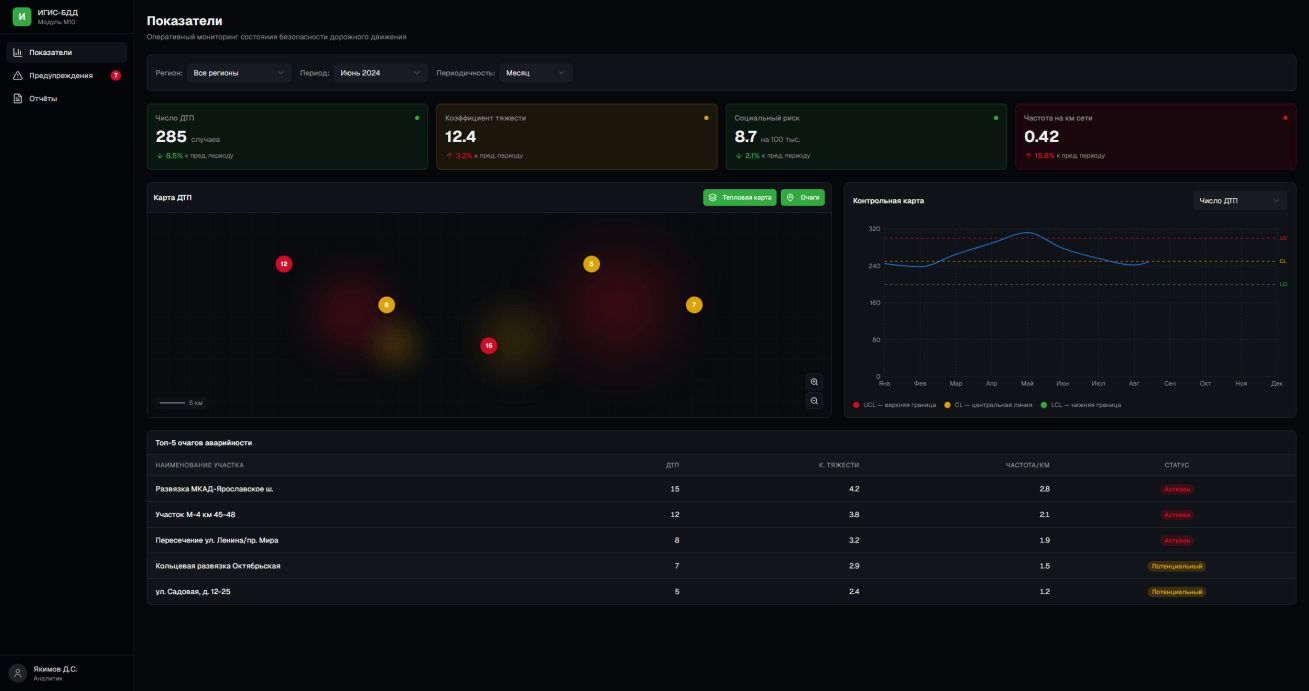 И
ИГИС-БДД
Модуль М10
Показатели
Предупреждения 7
Отчёты
Якимов Д.С.
Аналитик
Показатели
Оперативный мониторинг состояния безопасности дорожного движения
Регион: Все регионы Период: Июнь 2024 Периодичность: Месяц
Число ДТП
285 случаев
↓ 8.5% к пред. периоду
Коэффициент тяжести
12.4
↑ 3.2% к пред. периоду
Социальный риск
8.7 на 100 тыс.
↓ 2.1% к пред. периоду
Частота на км сети
0.42
↑ 15.8% к пред. периоду
Карта ДТП
Тепловая карта
Очаги
12
5
8
7
15
5 км
Контрольная карта
Число ДТП
320
240
160
80
0
UC
CL
LCL
Янв Фев Мар Апр Май Июн Июл Авг Сен Окт Ноя Дек
UCL — верхняя граница CL — центральная линия LCL — нижняя граница
Топ-5 очагов аварийности
НАИМЕНОВАНИЕ УЧАСТКА ДТП К. ТЯЖЕСТИ ЧАСТОТА/КМ СТАТУС
Развязка МКАД-Ярославское ш. 15 4.2 2.8 Активен
Участок М-4 км 45-48 12 3.8 2.1 Активен
Пересечение ул. Ленина/пр. Мира 8 3.2 1.9 Активен
Кольцевая развязка Октябрьская 7 2.9 1.5 Потенциальный
ул. Садовая, д. 12-25 5 2.4 1.2 Потенциальный